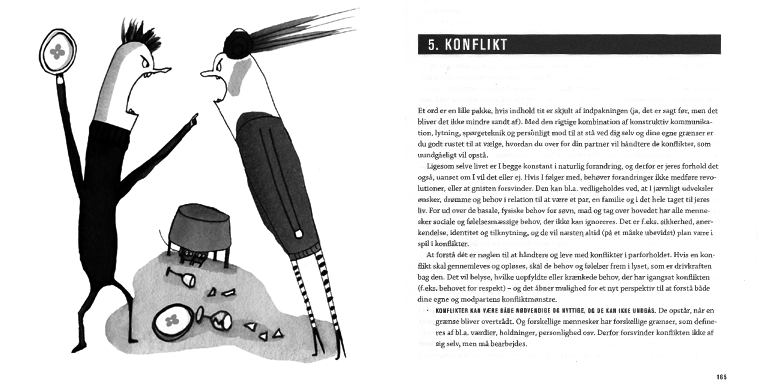 5. KONFLIKT
Et ord er en lille pakke, hvis indhold tit er skjult af indpakningen (ja, det er sagt før, men det
bliver det ikke mindre sandt af). Med den rigtige kombination af konstruktiv kommunika-
tion, lytning, spørgeteknik og personligt mod til at stå ved dig selv og dine egne grænser er
du godt rustet til at vælge, hvordan du over for din partner vil håndtere de konflikter, som
uundgåeligt vil opstå.
Ligesom selve livet er I begge konstant i naturlig forandring, og derfor er jeres forhold det
også, uanset om I vil det eller ej. Hvis I følger med, behøver forandringer ikke medføre revo-
lutioner, eller at gnisten forsvinder. Den kan bl.a. vedligeholdes ved, at I jævnligt udveksler
ønsker, drømme og behov i relation til at være et par, en familie og i det hele taget til jeres
liv. For ud over de basale, fysiske behov for søvn, mad og tag over hovedet har alle menne-
sker sociale og følelsesmæssige behov, der ikke kan ignoreres. Det er f.eks. sikkerhed, aner-
kendelse, identitet og tilknytning, og de vil næsten altid (på et måske ubevidst) plan være i
spil i konflikter.
At forstå dét er nøglen til at håndtere og leve med konflikter i parforholdet. Hvis en kon-
flikt skal gennemleves og opløses, skal de behov og følelser frem i lyset, som er drivkraften
bag den. Det vil belyse, hvilke uopfyldte eller krænkede behov, der har igangsat konflikten
(f.eks. behovet for respekt) – og det åbner mulighed for et nyt perspektiv til at forstå både
dine egne og modpartens konfliktmønstre.
• KONFLIKTER KAN VÆRE BÅDE NØDVENDIGE OG NYTTIGE, OG DE KAN IKKE UNDGÅS. De opstår, når en
grænse bliver overtrådt. Og forskellige mennesker har forskellige grænser, som define-
res af bl.a. værdier, holdninger, personlighed osv. Derfor forsvinder konflikten ikke af
sig selv, men må bearbejdes.
165